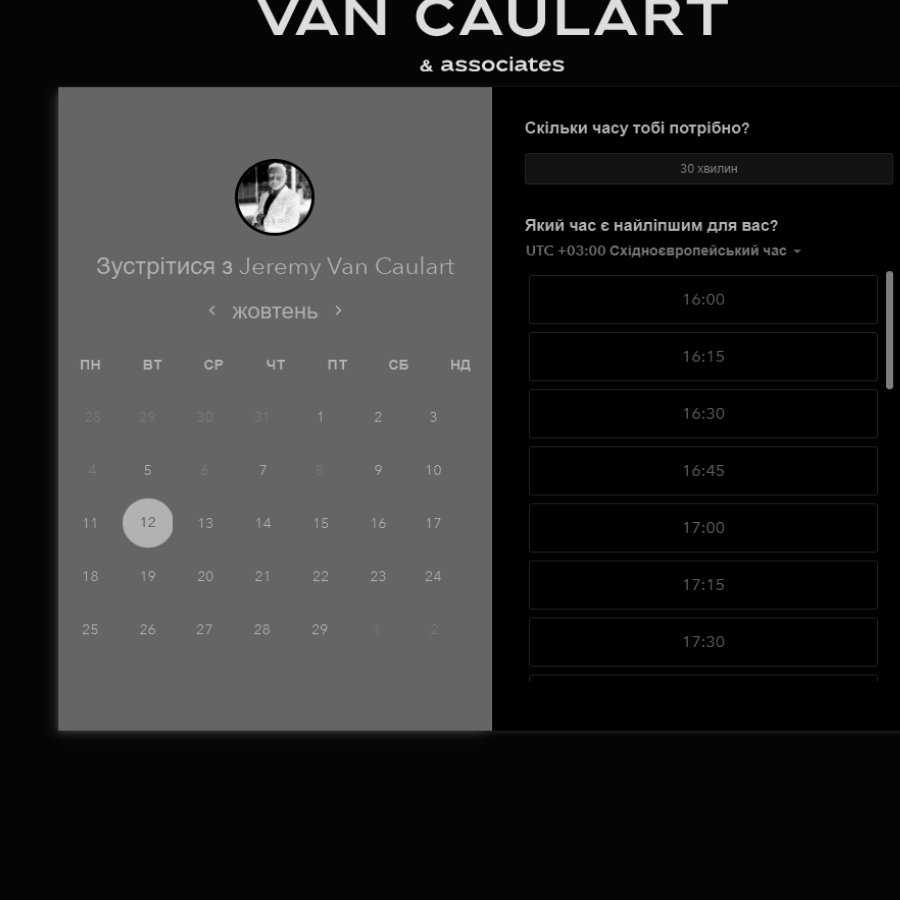 VAN CAULART
& associates
Зустрітися з Jeremy Van Caulart
жовтень
ПН ВТ СР ЧТ ПТ СБ НД
28 29 30 31 1 2 3
4 5 6 7 8 9 10
11 12 13 14 15 16 17
18 19 20 21 22 23 24
25 26 27 28 29 1 2
Скільки часу тобі потрібно?
30 хвилин
Який час є найліпшим для вас?
UTC +03:00 Східноєвропейський час
16:00
16:15
16:30
16:45
17:00
17:15
17:30